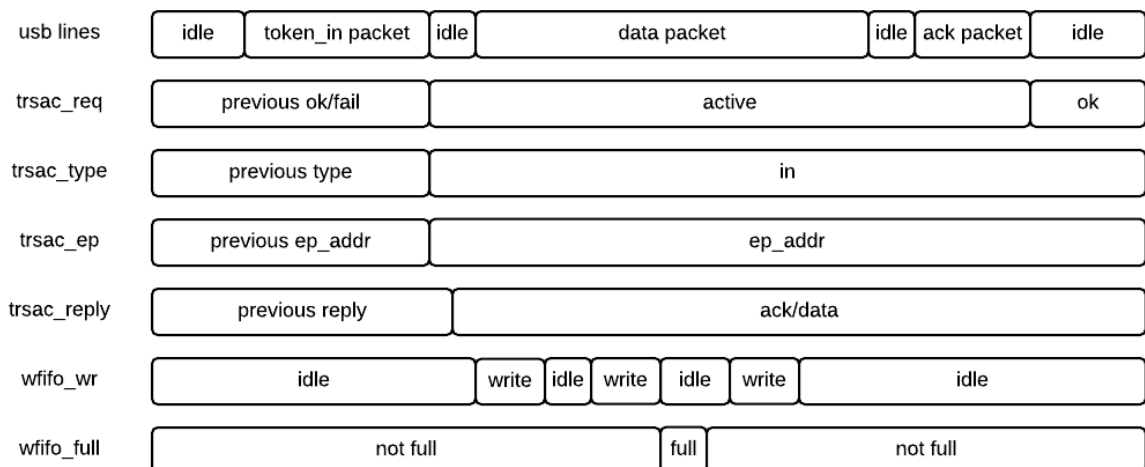 usb lines idle token_in packet idle data packet idle ack packet idle
trsac_req previous ok/fail active ok
trsac_type previous type in
trsac_ep previous ep_addr ep_addr
trsac_reply previous reply ack/data
wfifo_wr idle write idle write idle write idle
wfifo_full not full full not full